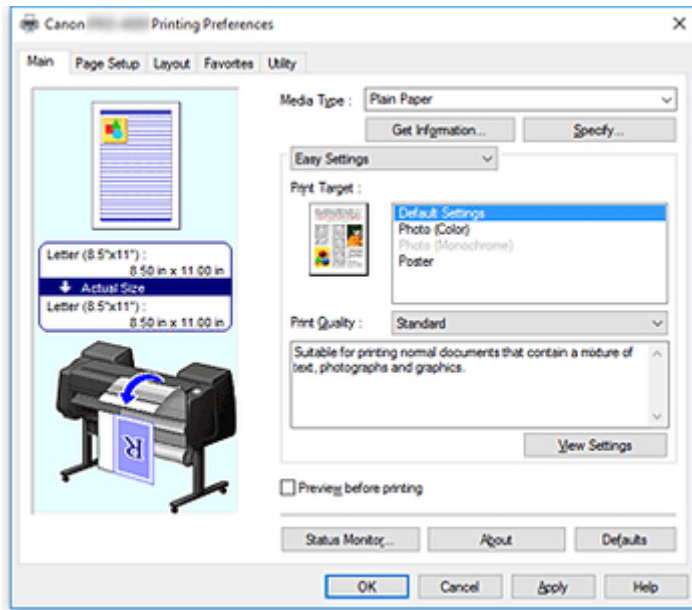 Canon Printing Preferences
Main Page Setup Layout Favorites Utility
Media Type : Plain Paper
Get Information... Specify...
Easy Settings
Print Target :
Default Settings
Photo (Color)
Photo (Monochrome)
Poster
Letter (8.5"x11") :
8.50 in x 11.00 in
Actual Size
Letter (8.5"x11") :
8.50 in x 11.00 in
Print Quality : Standard
Suitable for printing normal documents that contain a mixture of
text, photographs and graphics.
R
View Settings
Preview before printing
Status Monitor... About Defaults
OK Cancel Apply Help